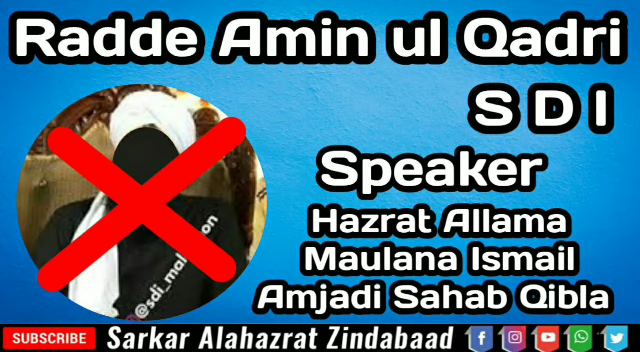 Radde Amin ul Qadri
S D I
Speaker
Hazrat Allama
Maulana Ismail
Amjadi Sahab Qibla
SUBSCRIBE Sarkar Alahazrat Zindabaad